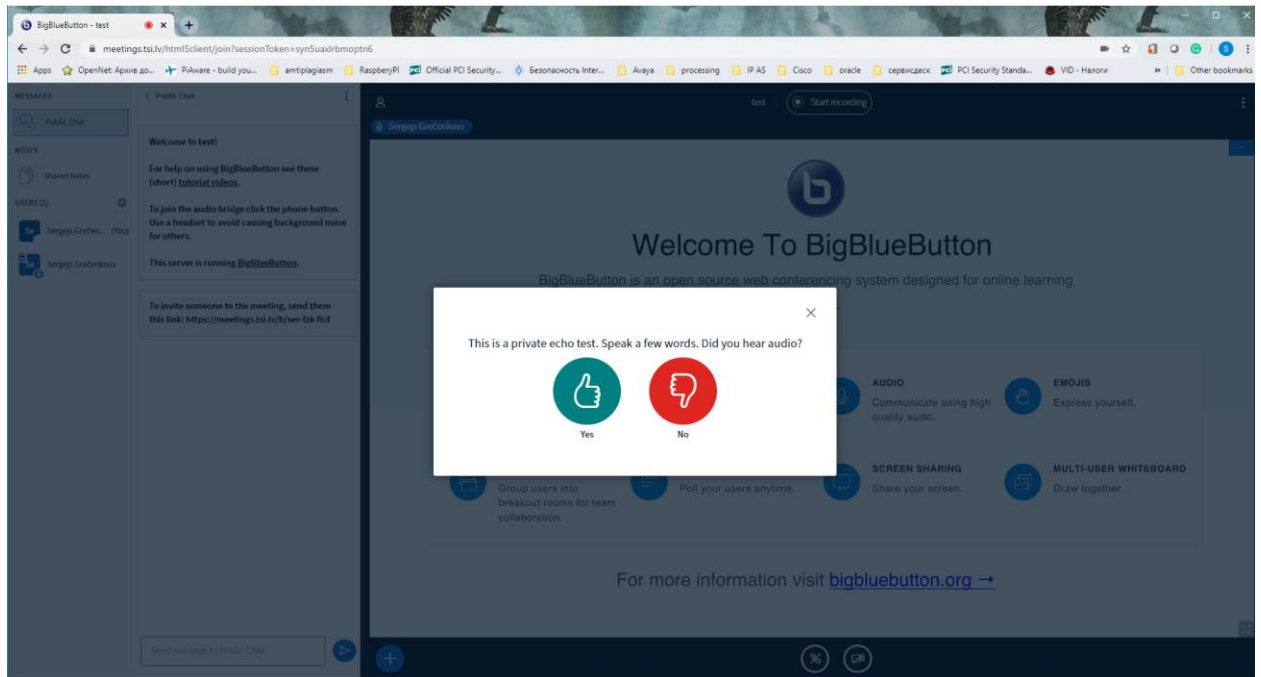 BigBlueButton - test
meetings.tsi.lv/html5client/join?sessionToken=syn5uaxlrbmoptn6
Apps
OpenNet: Архив до...
PiAware - build you...
amtiplagiasm
RaspberyPI
Official PCI Security...
Безопасность Inter...
Avaya
processing
IP AS
Cisco
oracle
сервисдеск
PCI Security Standa...
VID - Налоги
»
Other bookmarks
MESSAGES
Public Chat
NOTES
Shared Notes
USERS (2)
Se Sergejs Grečen... (You)
Se Sergejs Grečenkovs
Public Chat
Welcome to test!
For help on using BigBlueButton see these
(short) tutorial videos.
To join the audio bridge click the phone button.
Use a headset to avoid causing background noise
for others.
This server is running BigBlueButton.
To invite someone to the meeting, send them
this link: https://meetings.tsi.lv/b/ser-fzk-f6d
Send message to Public Chat
test
Start recording
Sergejs Grečenkovs
Welcome To BigBlueButton
BigBlueButton is an open source web conferencing system designed for online learning
This is a private echo test. Speak a few words. Did you hear audio?
Yes
No
AUDIO
Communicate using high
quality audio.
EMOJIS
Express yourself.
Group users into
breakout rooms for team
collaboration.
Poll your users anytime.
SCREEN SHARING
Share your screen.
MULTI-USER WHITEBOARD
Draw together.
For more information visit bigbluebutton.org →